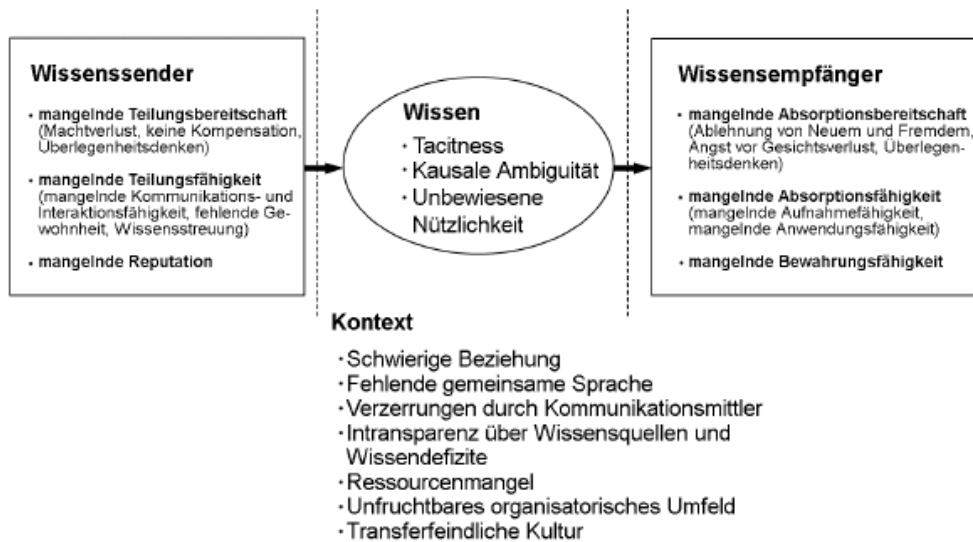 Wissenssender
• mangelnde Teilungsbereitschaft
(Machtverlust, keine Kompensation,
Überlegenheitsdenken)
• mangelnde Teilungsfähigkeit
(mangelnde Kommunikations- und
Interaktionsfähigkeit, fehlende Ge-
wohnheit, Wissensstreuung)
• mangelnde Reputation
Wissen
· Tacitness
· Kausale Ambiguität
· Unbewiesene
Nützlichkeit
Wissensempfänger
• mangelnde Absorptionsbereitschaft
(Ablehnung von Neuem und Fremdem,
Angst vor Gesichtsverlust, Überlegen-
heitsdenken)
• mangelnde Absorptionsfähigkeit
(mangelnde Aufnahmefähigkeit,
mangelnde Anwendungsfähigkeit)
• mangelnde Bewahrungsfähigkeit
Kontext
· Schwierige Beziehung
· Fehlende gemeinsame Sprache
· Verzerrungen durch Kommunikationsmittler
· Intransparenz über Wissensquellen und
Wissendefizite
· Ressourcenmangel
· Unfruchtbares organisatorisches Umfeld
· Transferfeindliche Kultur